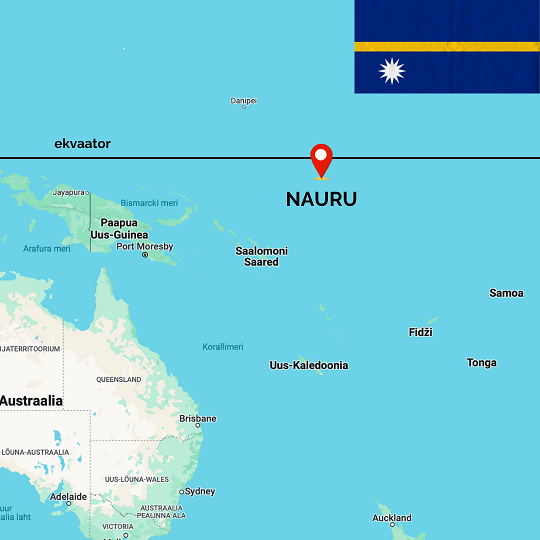 Danipei
ekvaator
NAURU
Jayapura
Bismarcki meri
Paapua
Uus-Guinea
Port Moresby
Arafura meri
Saalomoni
Saared
Samoa
Fidži
Korallimeri
Uus-Kaledoonia
Tonga
JATERRITOORIUM
QUEENSLAND
Austraalia
Brisbane
LÕUNA-AUSTRAALIA
UUS-LÕUNA-WALES
Adelaide
Sydney
AUSTRAALIA
PEALINNA ALA
uur
alia laht
VICTORIA
Auckland